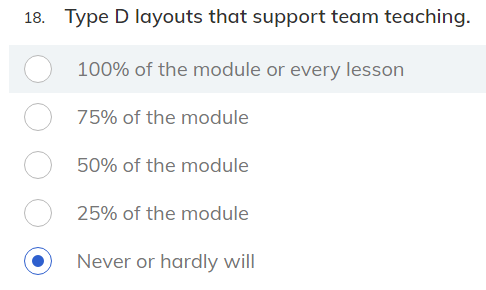 18. Type D layouts that support team teaching.
100% of the module or every lesson
75% of the module
50% of the module
25% of the module
Never or hardly will